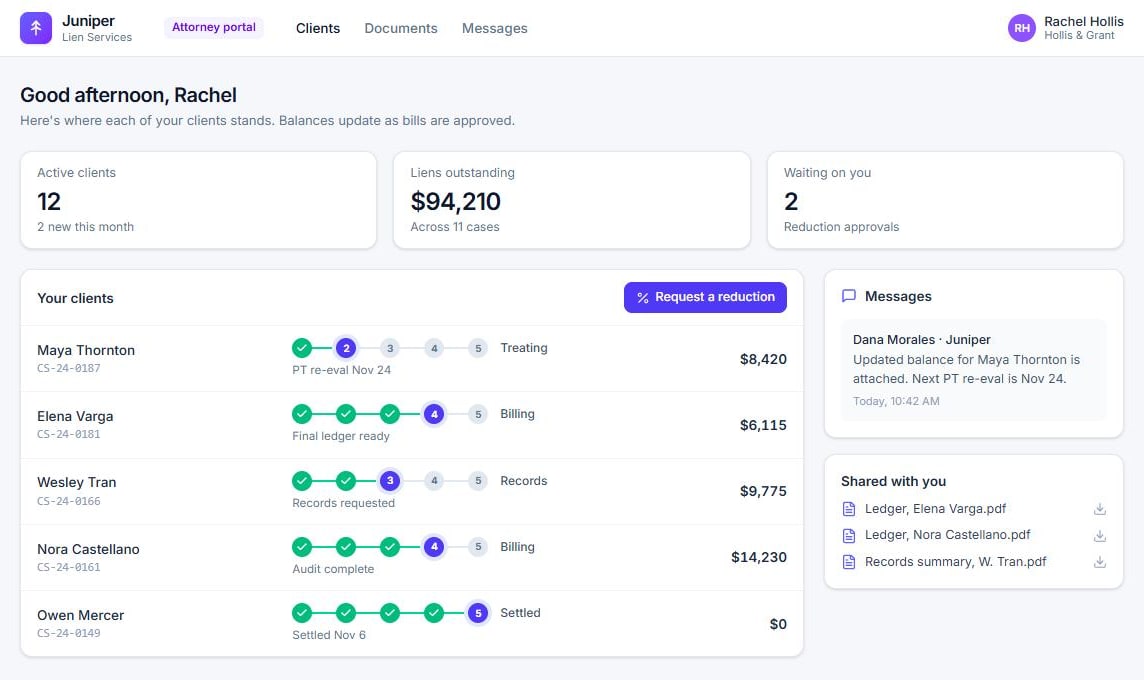 Juniper
Lien Services
Attorney portal
Clients
Documents
Messages
RH
Rachel Hollis
Hollis & Grant
Good afternoon, Rachel
Here's where each of your clients stands. Balances update as bills are approved.
Active clients
12
2 new this month
Liens outstanding
$94,210
Across 11 cases
Waiting on you
2
Reduction approvals
Your clients
Request a reduction
Maya Thornton
CS-24-0187
2 3 4 5 Treating
PT re-eval Nov 24
$8,420
Elena Varga
CS-24-0181
4 5 Billing
Final ledger ready
$6,115
Wesley Tran
CS-24-0166
3 4 5 Records
Records requested
$9,775
Nora Castellano
CS-24-0161
4 5 Billing
Audit complete
$14,230
Owen Mercer
CS-24-0149
5 Settled
Settled Nov 6
$0
Messages
Dana Morales · Juniper
Updated balance for Maya Thornton is
attached. Next PT re-eval is Nov 24.
Today, 10:42 AM
Shared with you
Ledger, Elena Varga.pdf
Ledger, Nora Castellano.pdf
Records summary, W. Tran.pdf